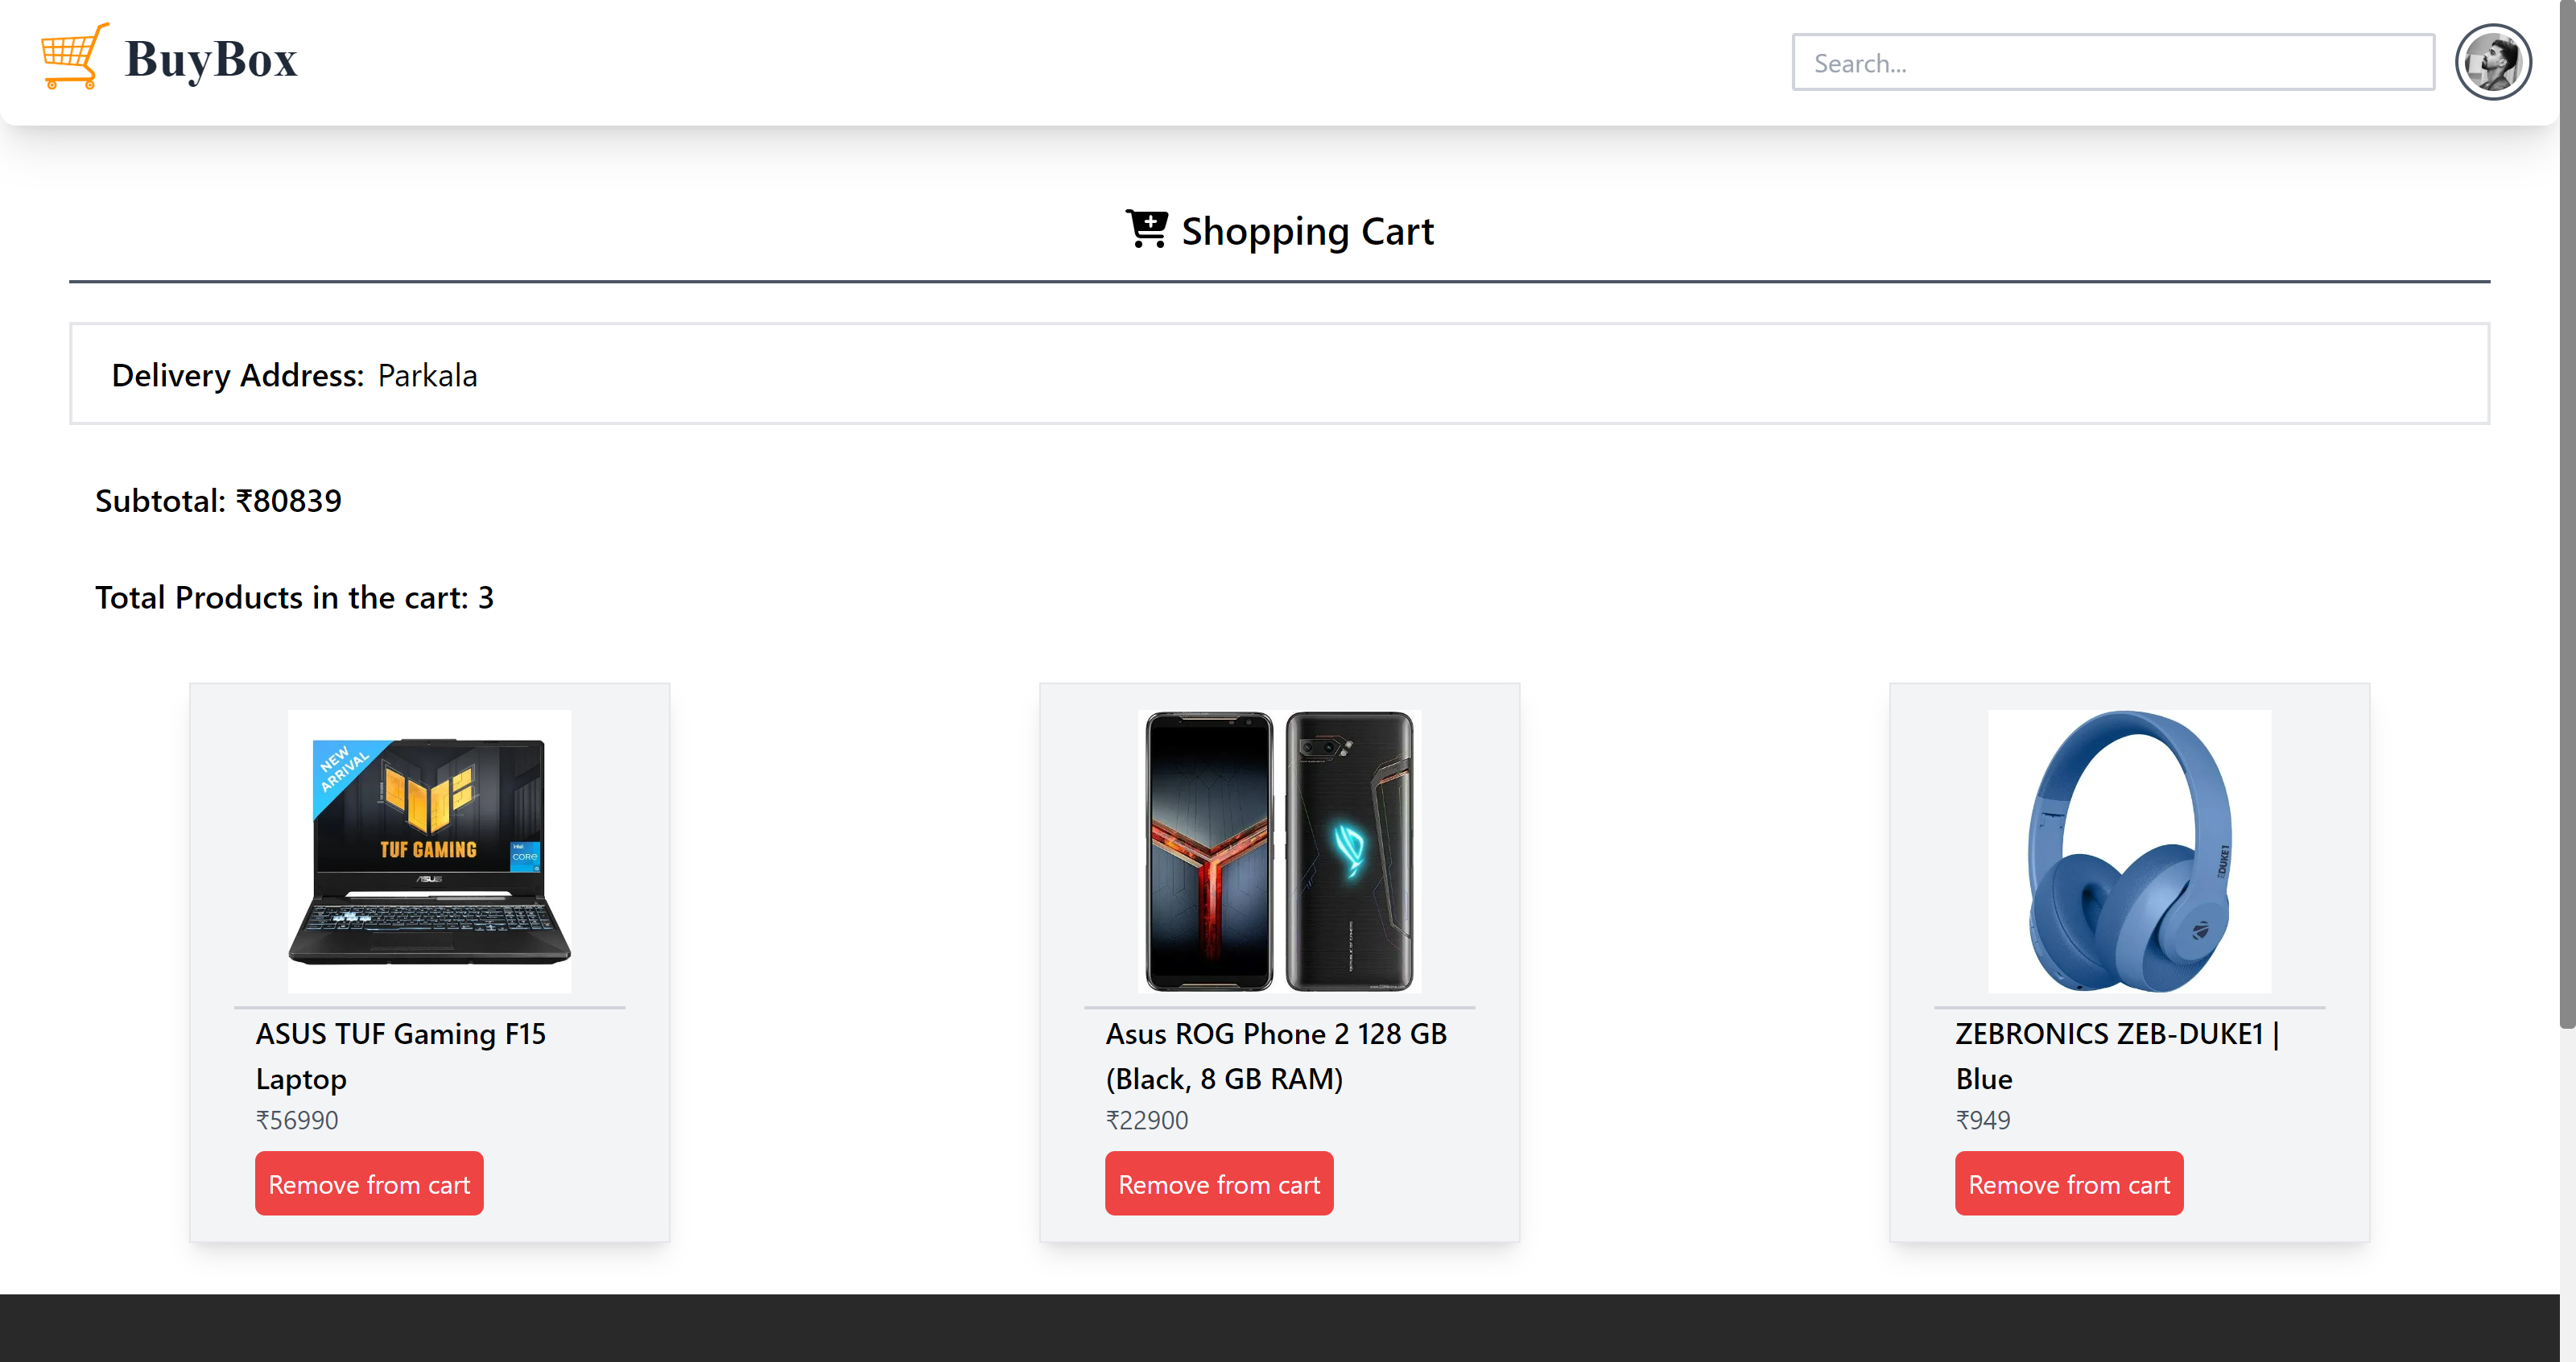 BuyBox
Search...
Shopping Cart
Delivery Address: Parkala
Subtotal: ₹80839
Total Products in the cart: 3
NEW
ARRIVAL
TUF GAMING
intel
CORE
ASUS
DUKE1
ASUS TUF Gaming F15
Laptop
₹56990
Remove from cart
Asus ROG Phone 2 128 GB
(Black, 8 GB RAM)
₹22900
Remove from cart
ZEBRONICS ZEB-DUKE1 |
Blue
₹949
Remove from cart